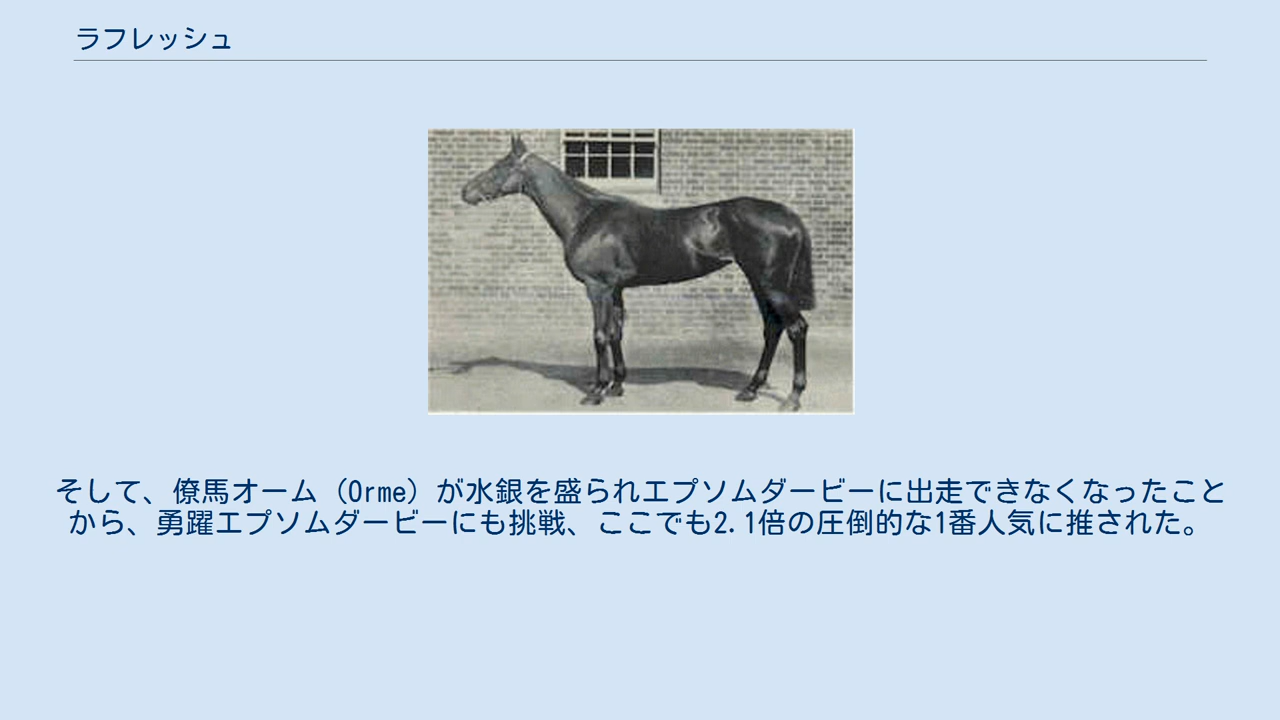 ラフレッシュ
そして、僚馬オーム（Orme）が水銀を盛られエプソムダービーに出走できなくなったこと
から、勇躍エプソムダービーにも挑戦、ここでも2.1倍の圧倒的な1番人気に推された。